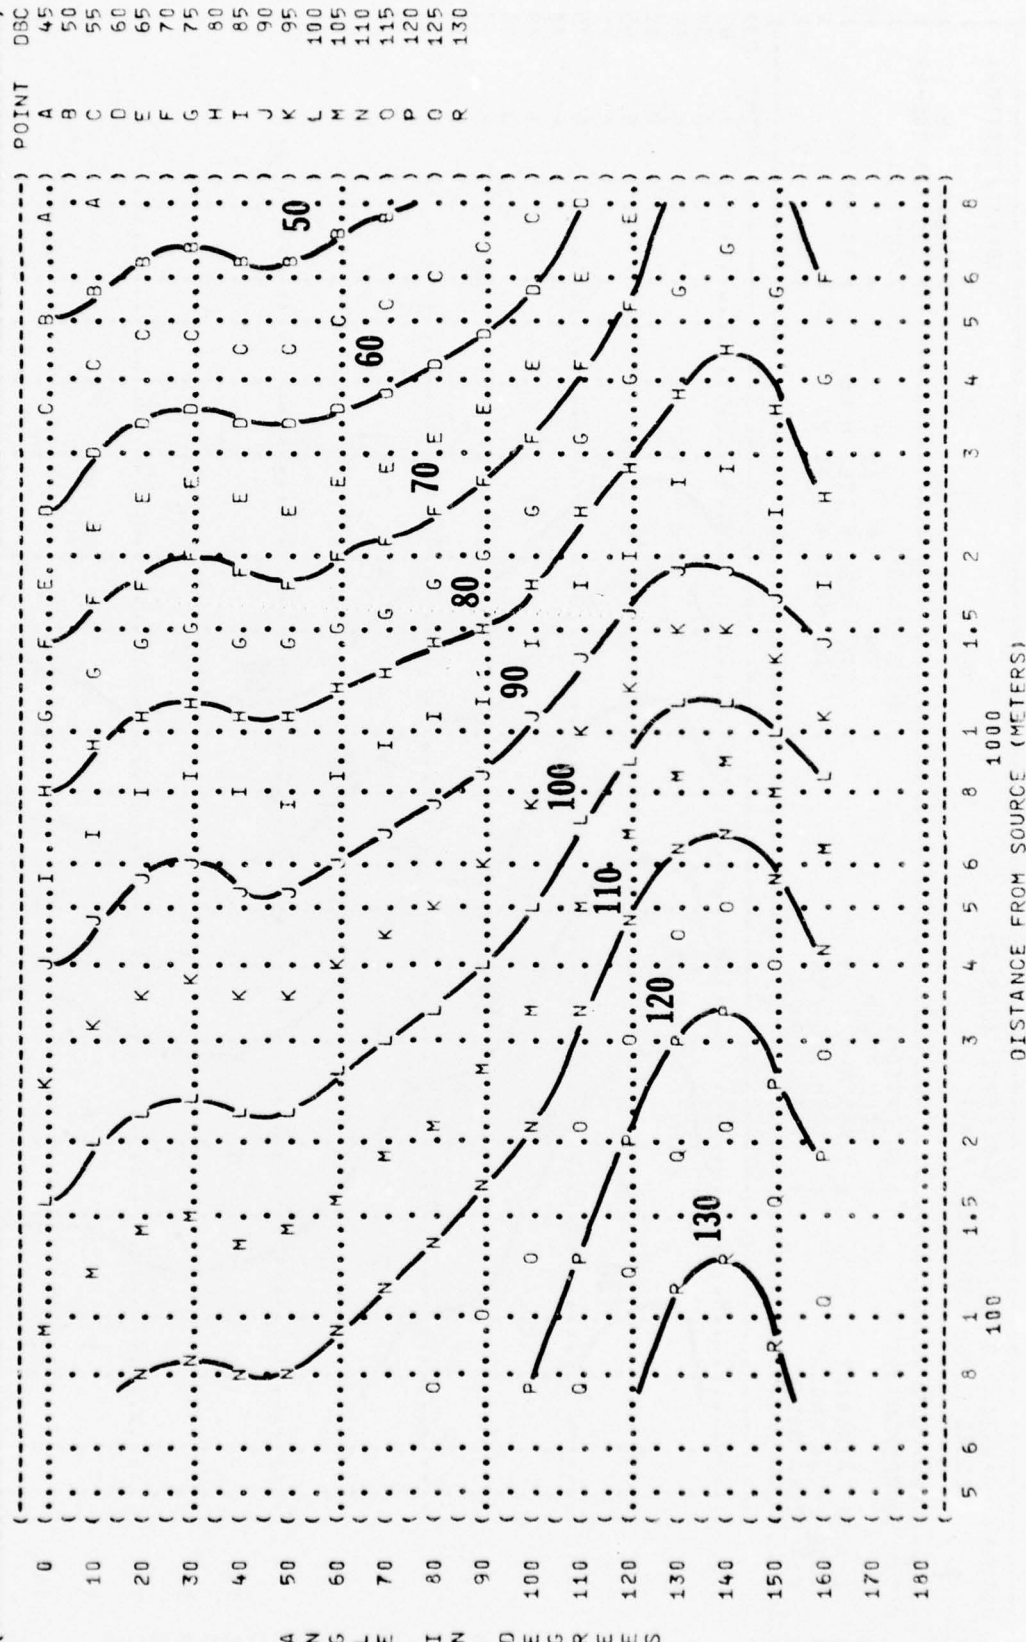 POINT DBC
0 M L K J I H G F E D C B A A 45
B 50
10 M L K J I H G F E D C B A C 55
D 60
20 N M L K J I H G F E D C B E 65
F 70
30 N M L K J I H G F E D C B G 75
H 80
40 N M L K J I H G F E D C B I 85
J 90
A 50 N M L K J I H G F E D C B K 95
50
N L 100
G 60 N M L K J I H G F E D C B M 105
L N 110
60
E 70 N M L K J I H G F E D C B O 115
P 120
70
I 80 O N M L K J I H G F E D C Q 125
N R 130
80
90 O N M L K J I H G F E D C
D
90
E 100 P O N M L K J I H G F E D C
G
100
R 110 Q P O N M L K J I H G F E D
E
110
E 120 Q P O N M L K J I H G F E
S
120
130 R Q P O N M L K J I H G
130
140 R Q P O N M L K J I H G
150 R Q P O N M L K J I H G
160 Q P O N M L K J I H G F
170
180
5 6 8 1 1.5 2 3 4 5 6 8 1 1.5 2 3 4 5 6 8
100 1000
DISTANCE FROM SOURCE (METERS)